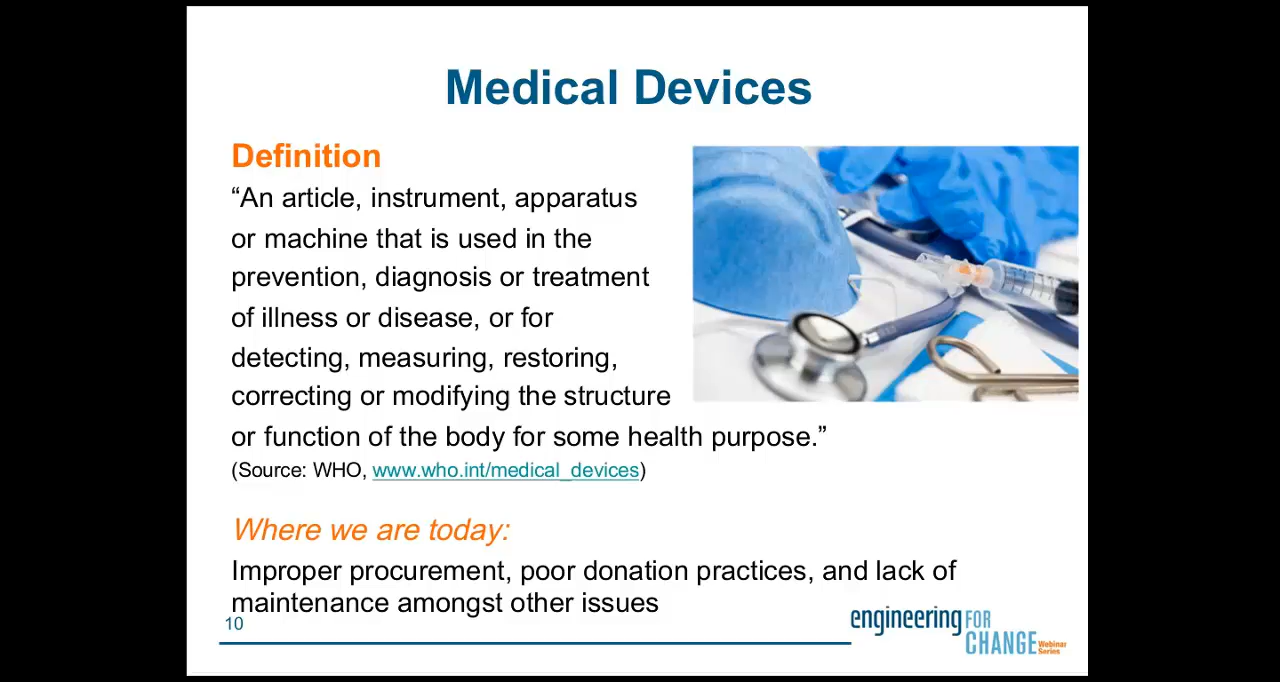 Medical Devices
Definition
“An article, instrument, apparatus
or machine that is used in the
prevention, diagnosis or treatment
of illness or disease, or for
detecting, measuring, restoring,
correcting or modifying the structure
or function of the body for some health purpose.”
(Source: WHO, www.who.int/medical_devices)
Where we are today:
Improper procurement, poor donation practices, and lack of
maintenance amongst other issues
10
engineering FOR
CHANGE Webinar
Series